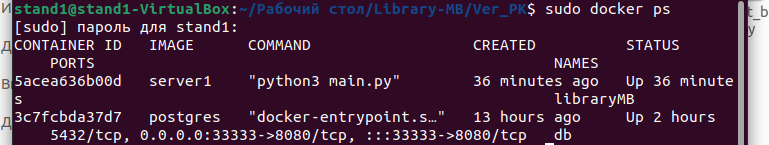 stand1@stand1-VirtualBox:~/Рабочий стол/Library-MB/Ver_PK$ sudo docker ps
[sudo] пароль для stand1:
CONTAINER ID   IMAGE      COMMAND                  CREATED          STATUS
    PORTS                                                   NAMES
5acea636b00d   server1    "python3 main.py"        36 minutes ago   Up 36 minute
s                                                           libraryMB
3c7fcbda37d7   postgres   "docker-entrypoint.s…"   13 hours ago     Up 2 hours
    5432/tcp, 0.0.0.0:33333->8080/tcp, :::33333->8080/tcp   db